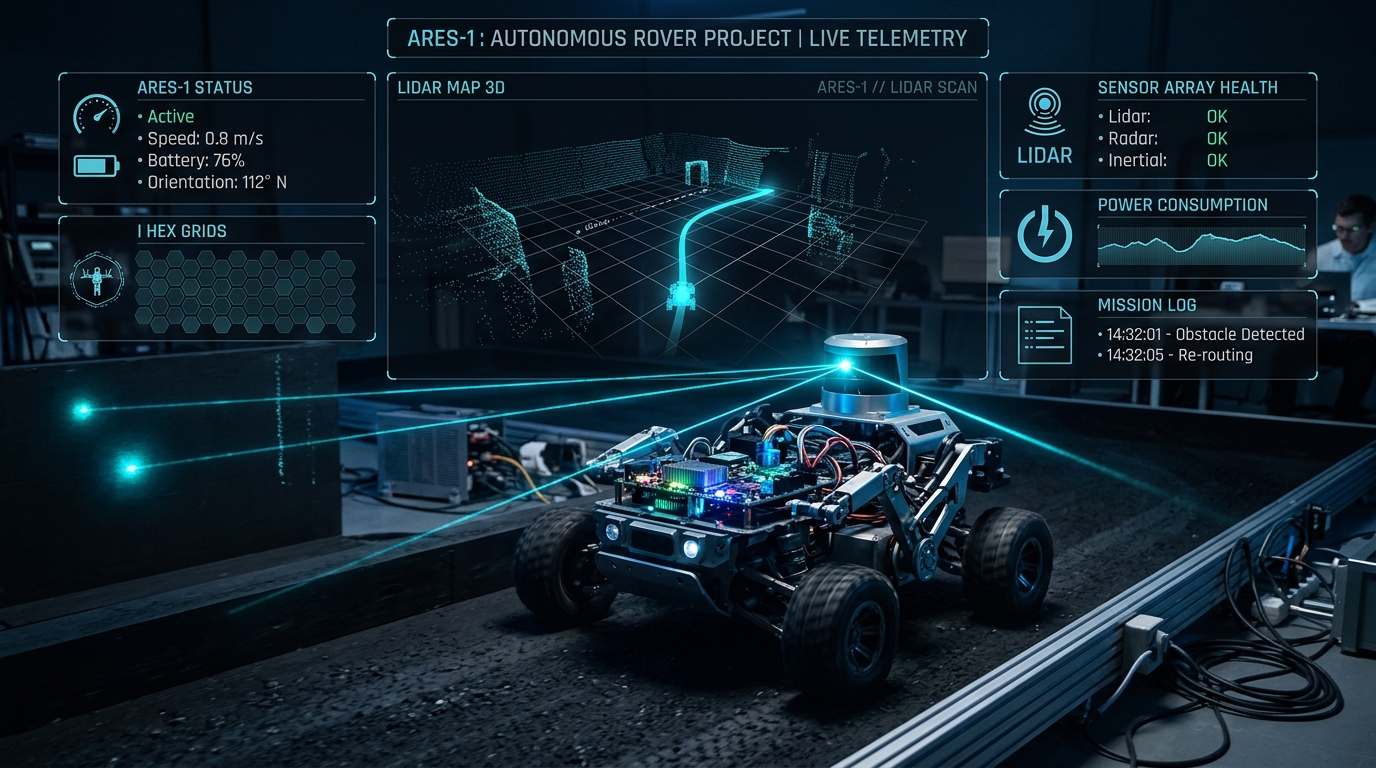 ARES-1: AUTONOMOUS ROVER PROJECT | LIVE TELEMETRY
ARES-1 STATUS
• Active
• Speed: 0.8 m/s
• Battery: 76%
• Orientation: 112° N
I HEX GRIDS
LIDAR MAP 3D
ARES-1 // LIDAR SCAN
LIDAR
SENSOR ARRAY HEALTH
• Lidar: OK
• Radar: OK
• Inertial: OK
POWER CONSUMPTION
MISSION LOG
• 14:32:01 - Obstacle Detected
• 14:32:05 - Re-routing